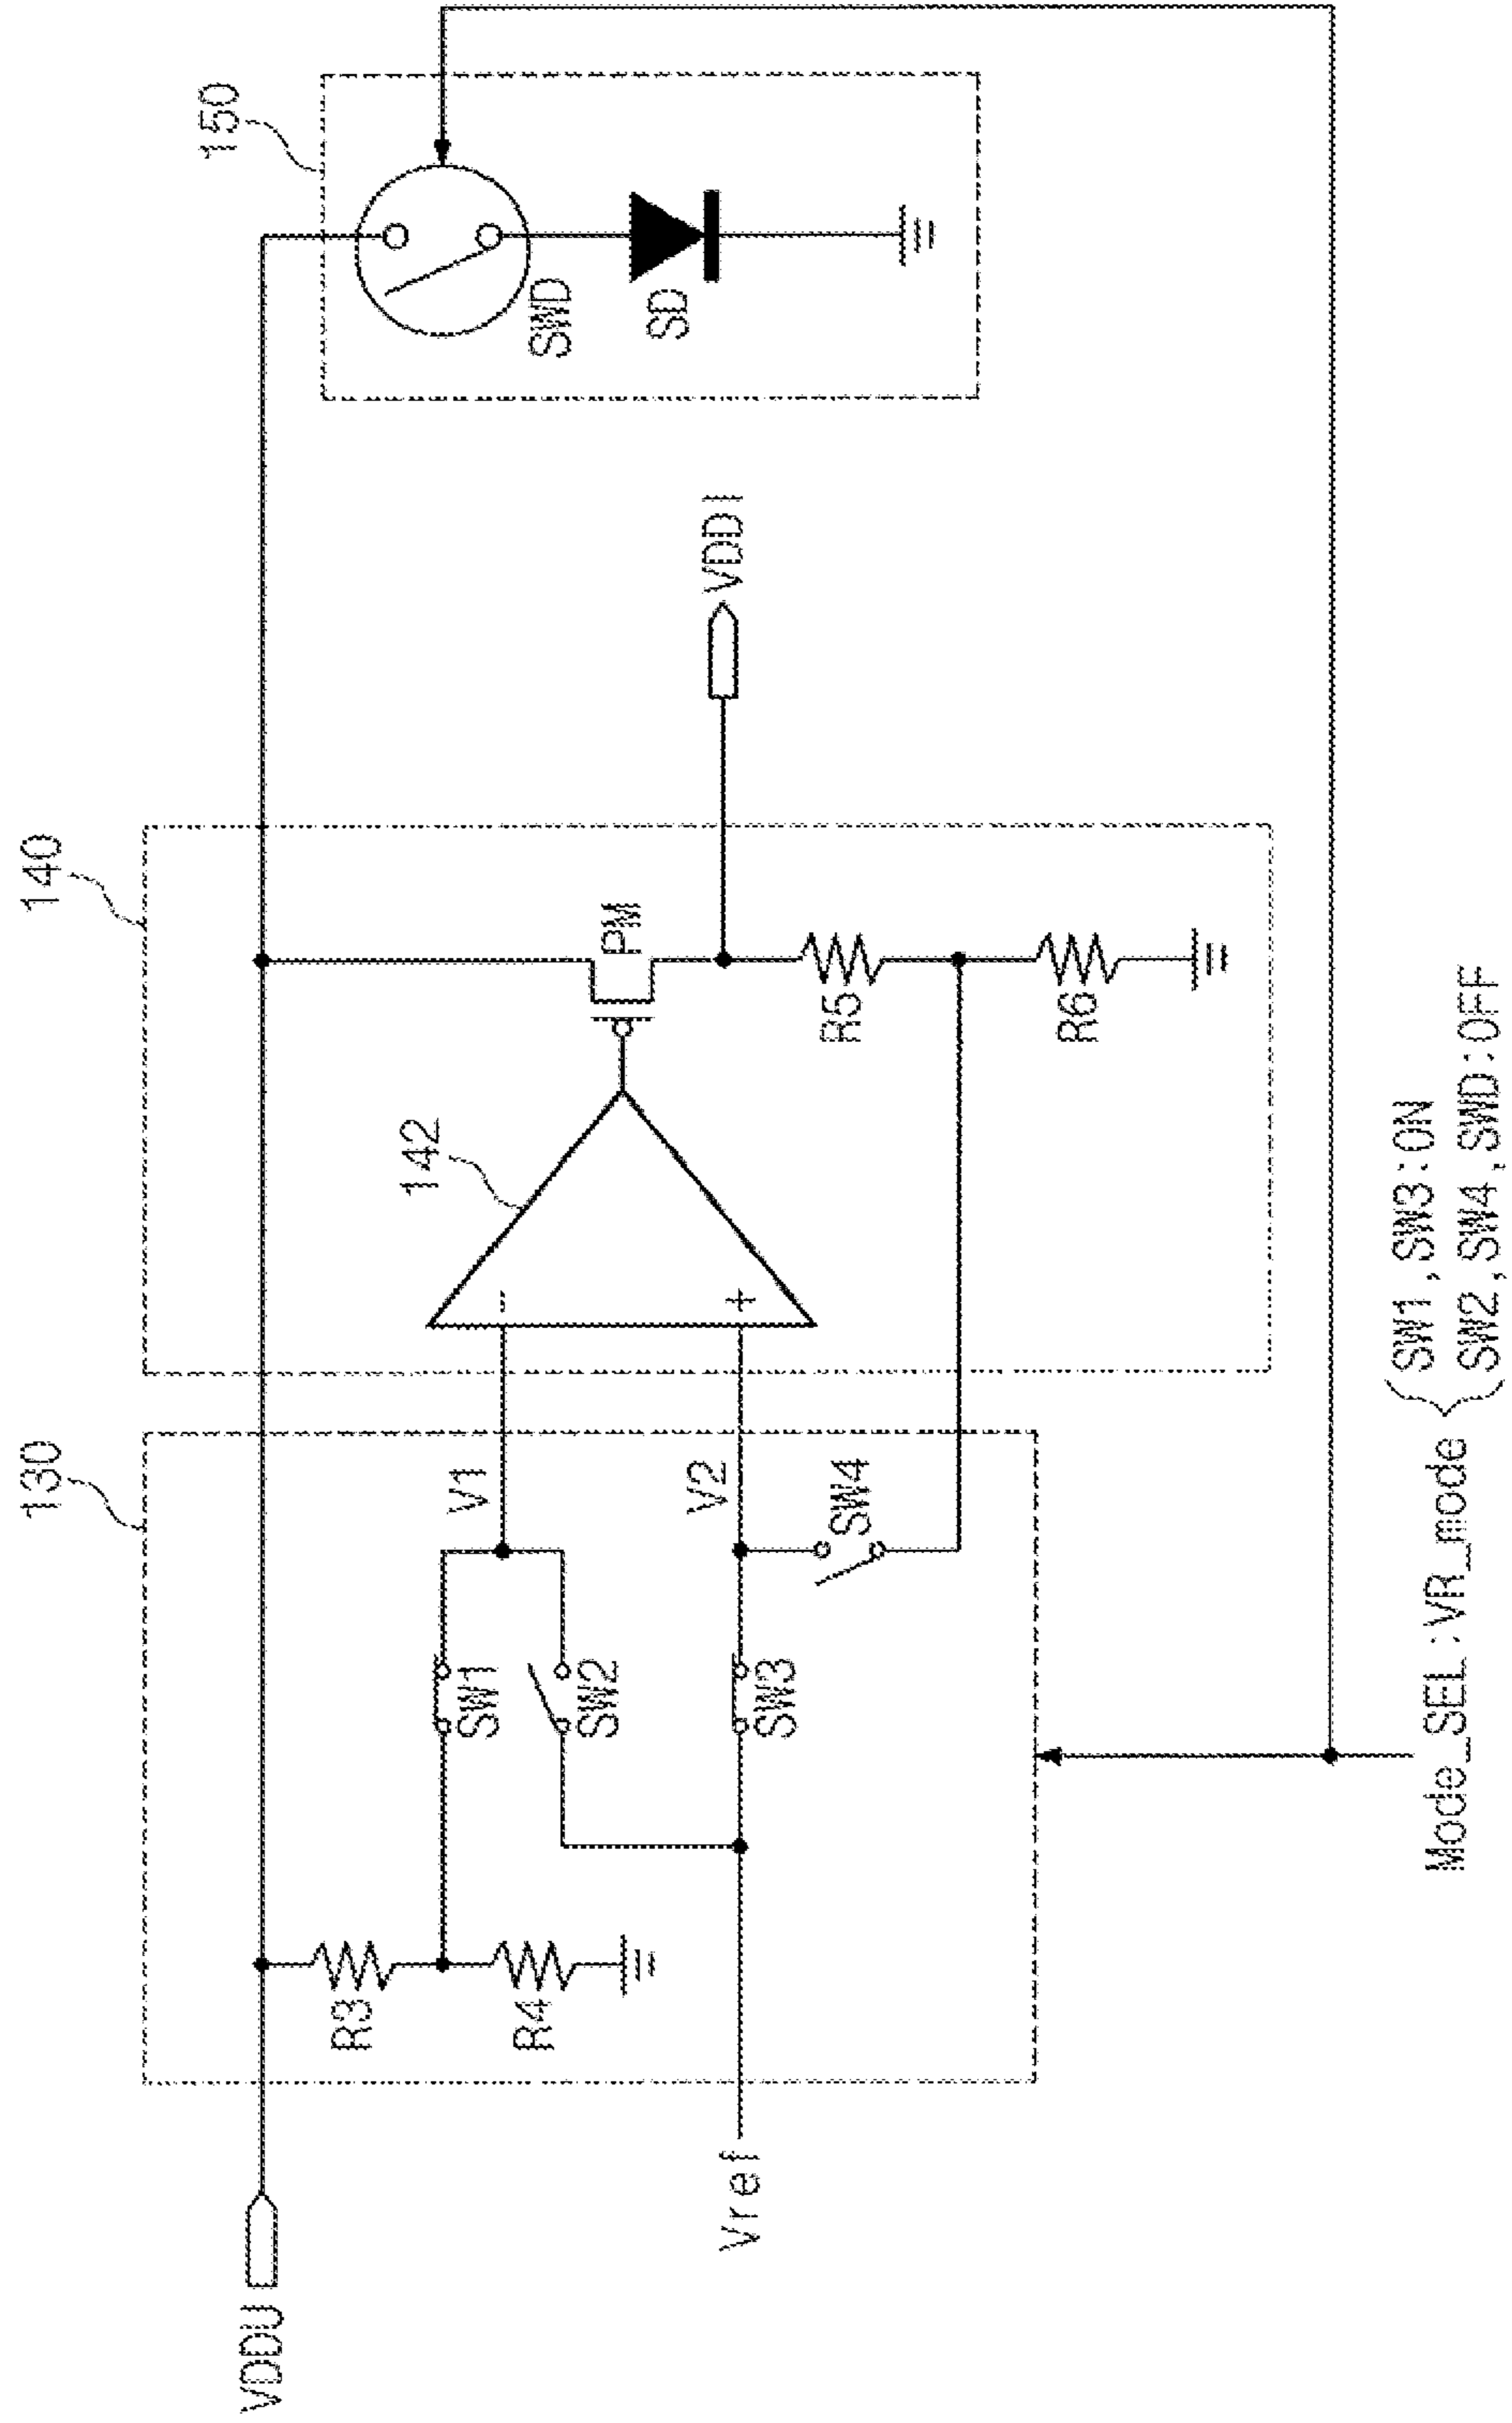 130
140
150
142
VDDU
R3
R4
SW1
SW2
V1
Vref
SW3
V2
SW4
PM
R5
R6
VDDI
SWD
SD
-
+
Mode_SEL:VR_mode { SW1,SW3:ON
SW2,SW4,SWD:OFF